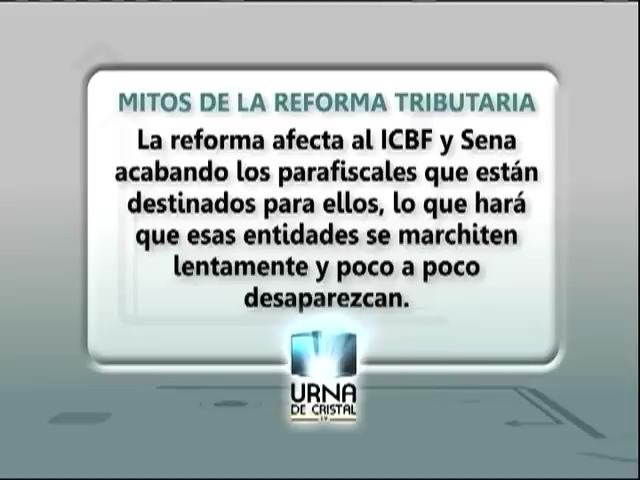 MITOS DE LA REFORMA TRIBUTARIA
La reforma afecta al ICBF y Sena
acabando los parafiscales que están
destinados para ellos, lo que hará
que esas entidades se marchiten
lentamente y poco a poco
desaparezcan.
URNA
DE CRISTAL
TV